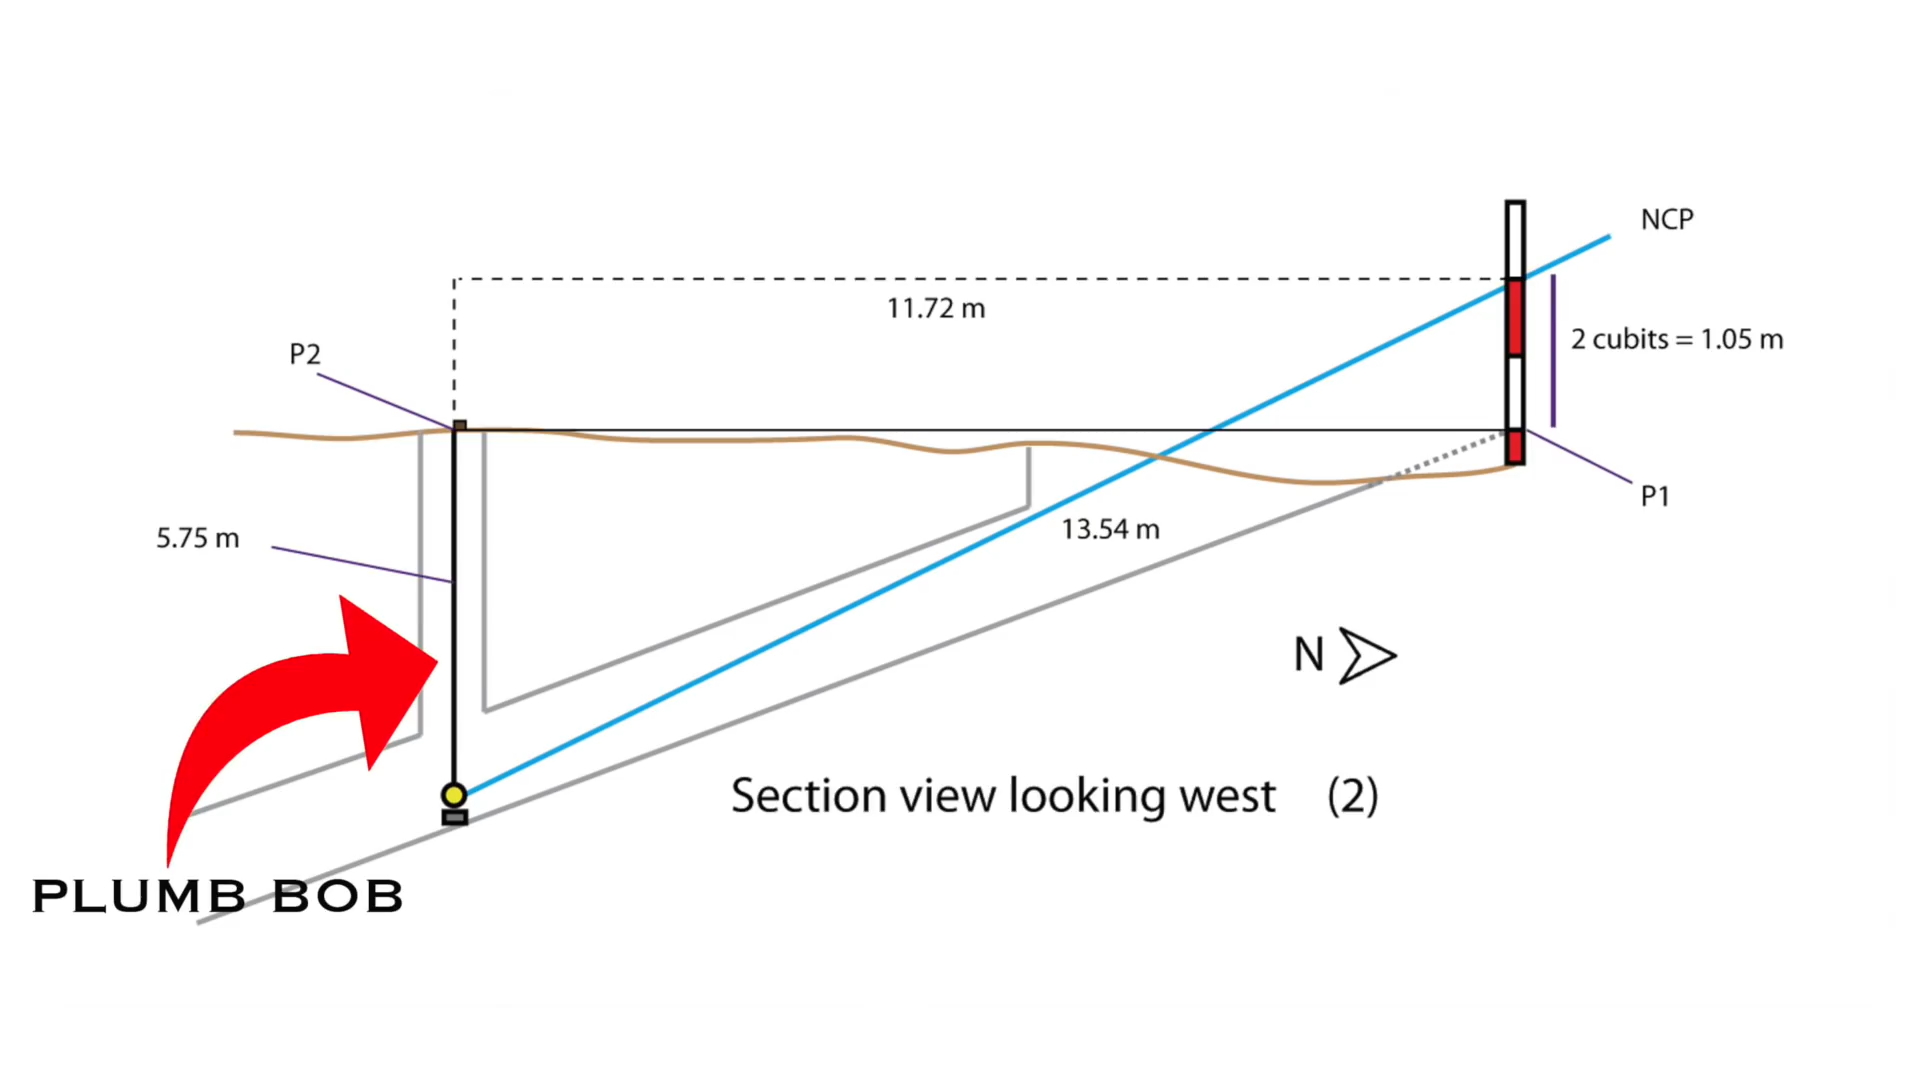 NCP
11.72 m
2 cubits = 1.05 m
P2
P1
5.75 m
13.54 m
N
Section view looking west (2)
PLUMB BOB